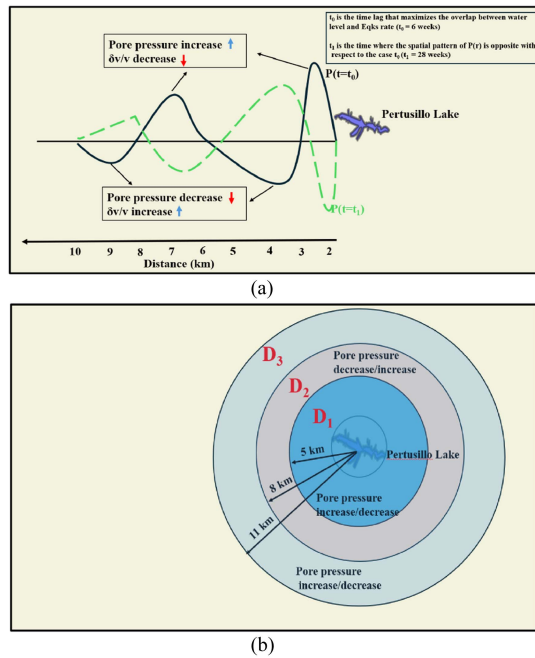 t0 is the time lag that maximizes the overlap between water
level and Eqks rate (t0 = 6 weeks)
t1 is the time where the spatial pattern of P(r) is opposite with
respect to the case t0 (t1 = 28 weeks)
Pore pressure increase
δv/v decrease
P(t=t0)
Pertusillo Lake
Pore pressure decrease
δv/v increase
P(t=t1)
10 9 8 7 6 5 4 3 2
Distance (km)
(a)
D3
Pore pressure
decrease/increase
D2
D1
5 km
Pertusillo Lake
8 km
Pore pressure
increase/decrease
11 km
Pore pressure
increase/decrease
(b)